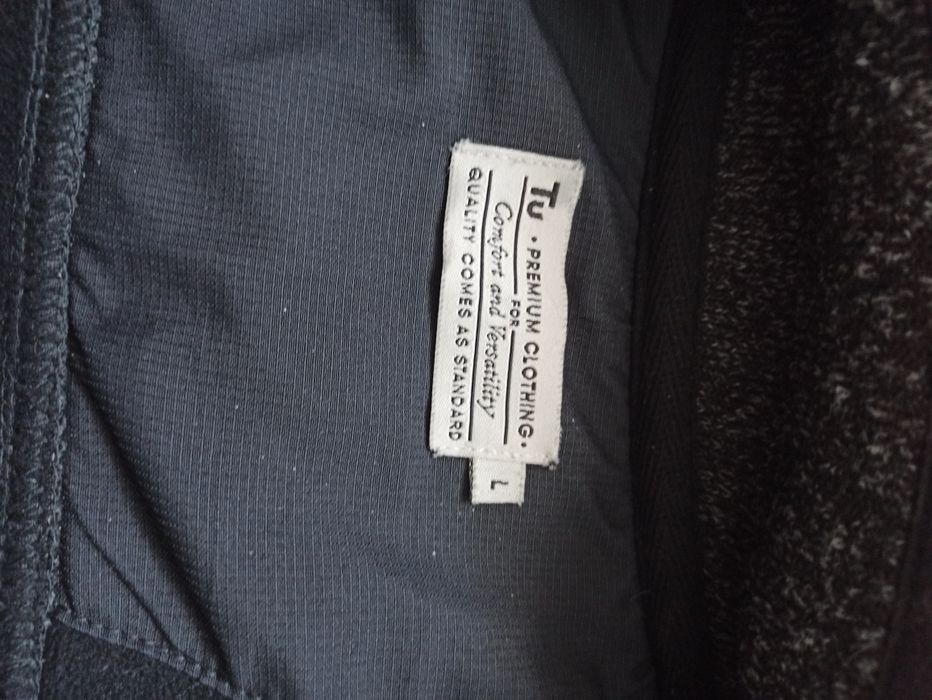 Tu • PREMIUM CLOTHING •
FOR
Comfort and Versatility
QUALITY COMES AS STANDARD
L